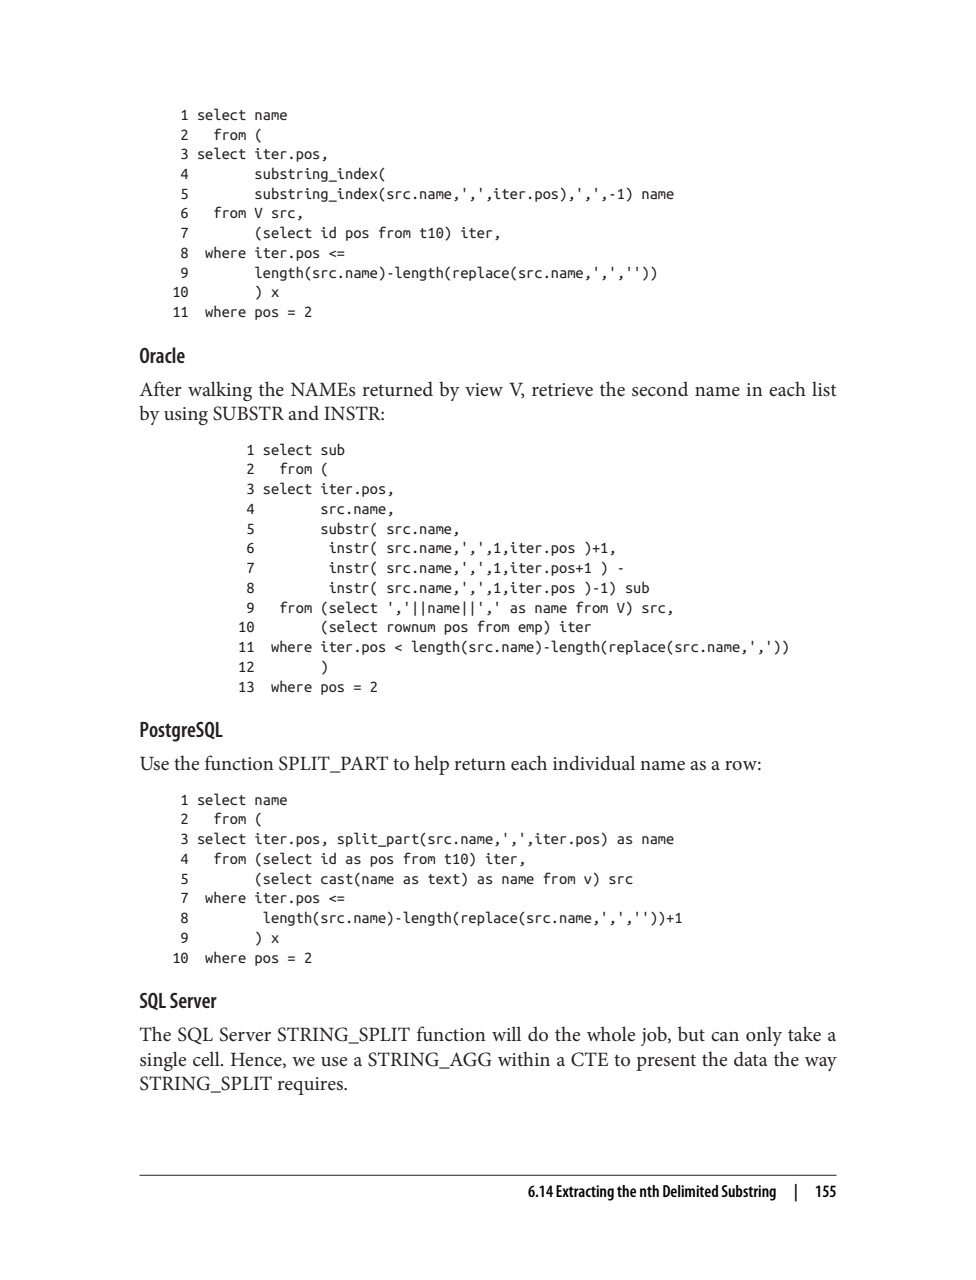 1 select name
2   from (
3 select iter.pos,
4        substring_index(
5        substring_index(src.name,',',iter.pos),',',-1) name
6   from V src,
7        (select id pos from t10) iter,
8  where iter.pos <=
9        length(src.name)-length(replace(src.name,',',''))
10        ) x
11  where pos = 2
Oracle
After walking the NAMEs returned by view V, retrieve the second name in each list
by using SUBSTR and INSTR:
1 select sub
2   from (
3 select iter.pos,
4        src.name,
5        substr( src.name,
6         instr( src.name,',',1,iter.pos )+1,
7         instr( src.name,',',1,iter.pos+1 ) -
8         instr( src.name,',',1,iter.pos )-1) sub
9   from (select ','||name||',' as name from V) src,
10        (select rownum pos from emp) iter
11  where iter.pos < length(src.name)-length(replace(src.name,','))
12        )
13  where pos = 2
PostgreSQL
Use the function SPLIT_PART to help return each individual name as a row:
1 select name
2   from (
3 select iter.pos, split_part(src.name,',',iter.pos) as name
4   from (select id as pos from t10) iter,
5        (select cast(name as text) as name from v) src
7  where iter.pos <=
8         length(src.name)-length(replace(src.name,',',''))+1
9        ) x
10  where pos = 2
SQL Server
The SQL Server STRING_SPLIT function will do the whole job, but can only take a
single cell. Hence, we use a STRING_AGG within a CTE to present the data the way
STRING_SPLIT requires.
6.14 Extracting the nth Delimited Substring | 155